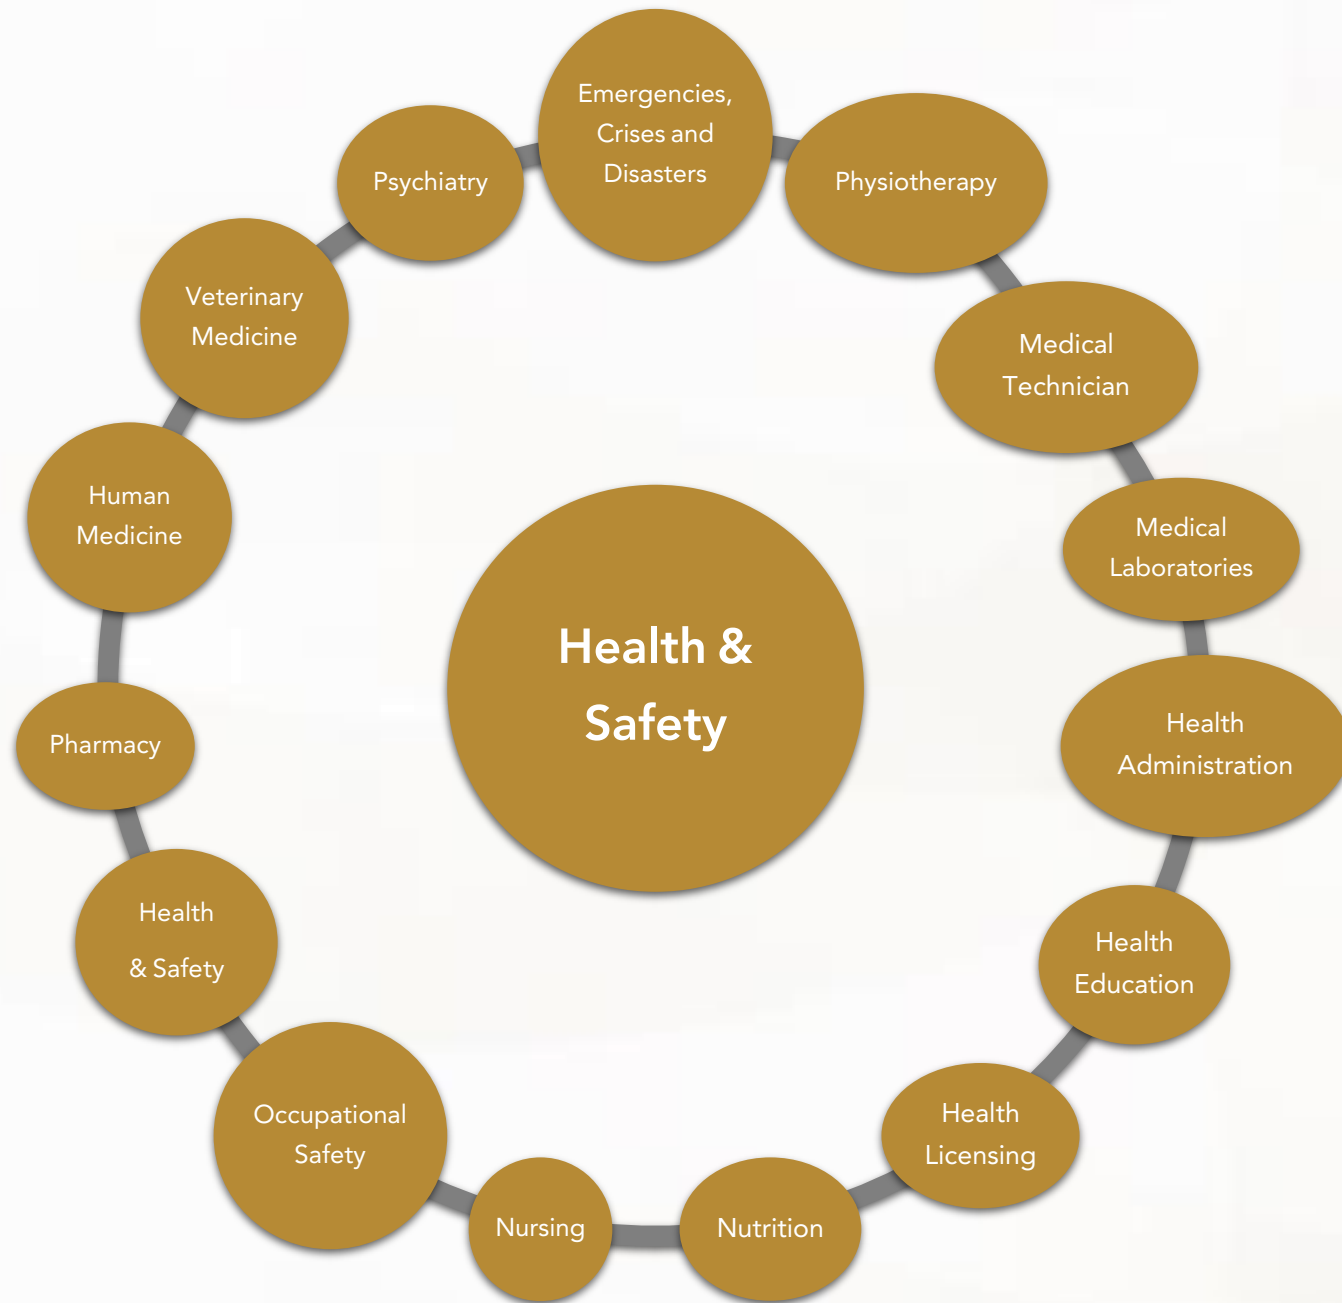 Emergencies,
Crises and
Disasters
Physiotherapy
Medical
Technician
Medical
Laboratories
Health
Administration
Health
Education
Health
Licensing
Nutrition
Nursing
Occupational
Safety
Health
& Safety
Pharmacy
Human
Medicine
Veterinary
Medicine
Psychiatry
Health &
Safety